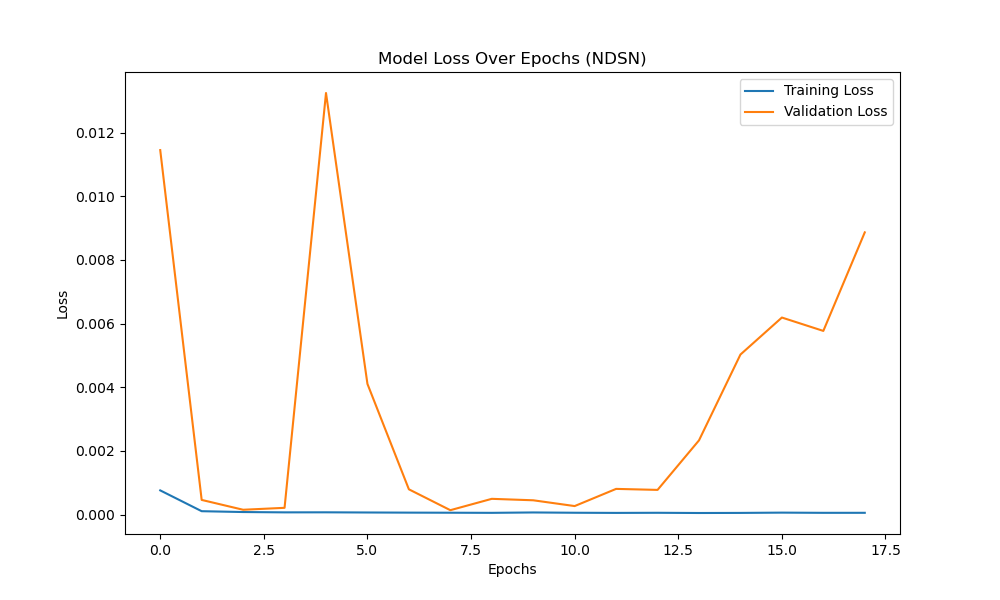 Model Loss Over Epochs (NDSN)
Training Loss
Validation Loss
0.012
0.010
0.008
0.006
0.004
0.002
0.000
Loss
0.0 2.5 5.0 7.5 10.0 12.5 15.0 17.5
Epochs